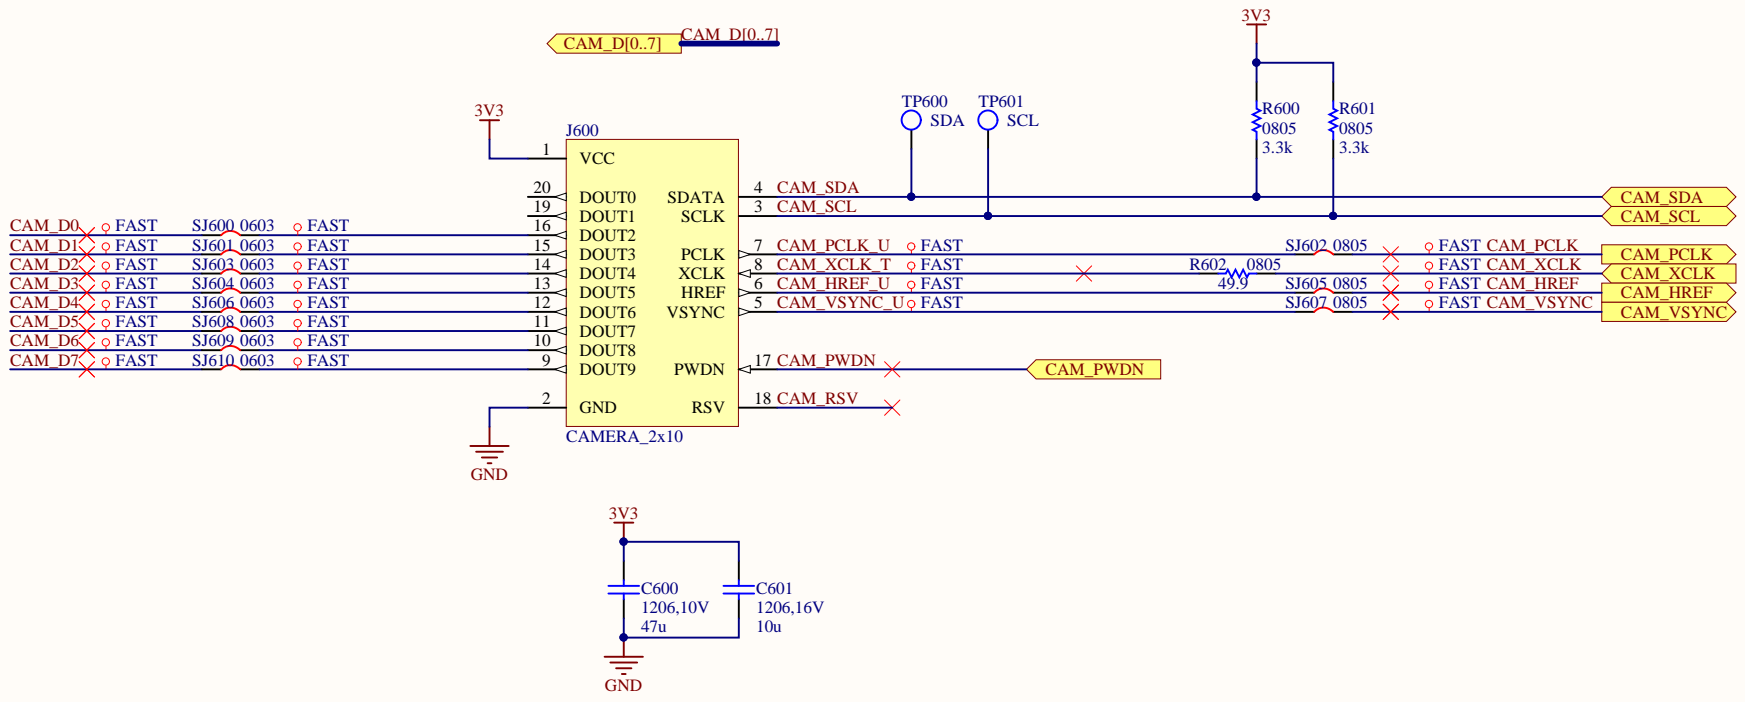 CAM_D[0..7] CAM_D[0..7]
3V3
3V3
TP600 SDA
TP601 SCL
R600
0805
3.3k
R601
0805
3.3k
J600
1 VCC
20 DOUT0 SDATA 4 CAM_SDA CAM_SDA
19 DOUT1 SCLK 3 CAM_SCL CAM_SCL
CAM_D0 FAST SJ600 0603 FAST 16 DOUT2
CAM_D1 FAST SJ601 0603 FAST 15 DOUT3 PCLK 7 CAM_PCLK_U FAST SJ602 0805 FAST CAM_PCLK CAM_PCLK
CAM_D2 FAST SJ603 0603 FAST 14 DOUT4 XCLK 8 CAM_XCLK_T FAST R602 0805 49.9 FAST CAM_XCLK CAM_XCLK
CAM_D3 FAST SJ604 0603 FAST 13 DOUT5 HREF 6 CAM_HREF_U FAST SJ605 0805 FAST CAM_HREF CAM_HREF
CAM_D4 FAST SJ606 0603 FAST 12 DOUT6 VSYNC 5 CAM_VSYNC_U FAST SJ607 0805 FAST CAM_VSYNC CAM_VSYNC
CAM_D5 FAST SJ608 0603 FAST 11 DOUT7
CAM_D6 FAST SJ609 0603 FAST 10 DOUT8
CAM_D7 FAST SJ610 0603 FAST 9 DOUT9 PWDN 17 CAM_PWDN CAM_PWDN
2 GND RSV 18 CAM_RSV
CAMERA_2x10
GND
3V3
C600
1206,10V
47u
C601
1206,16V
10u
GND